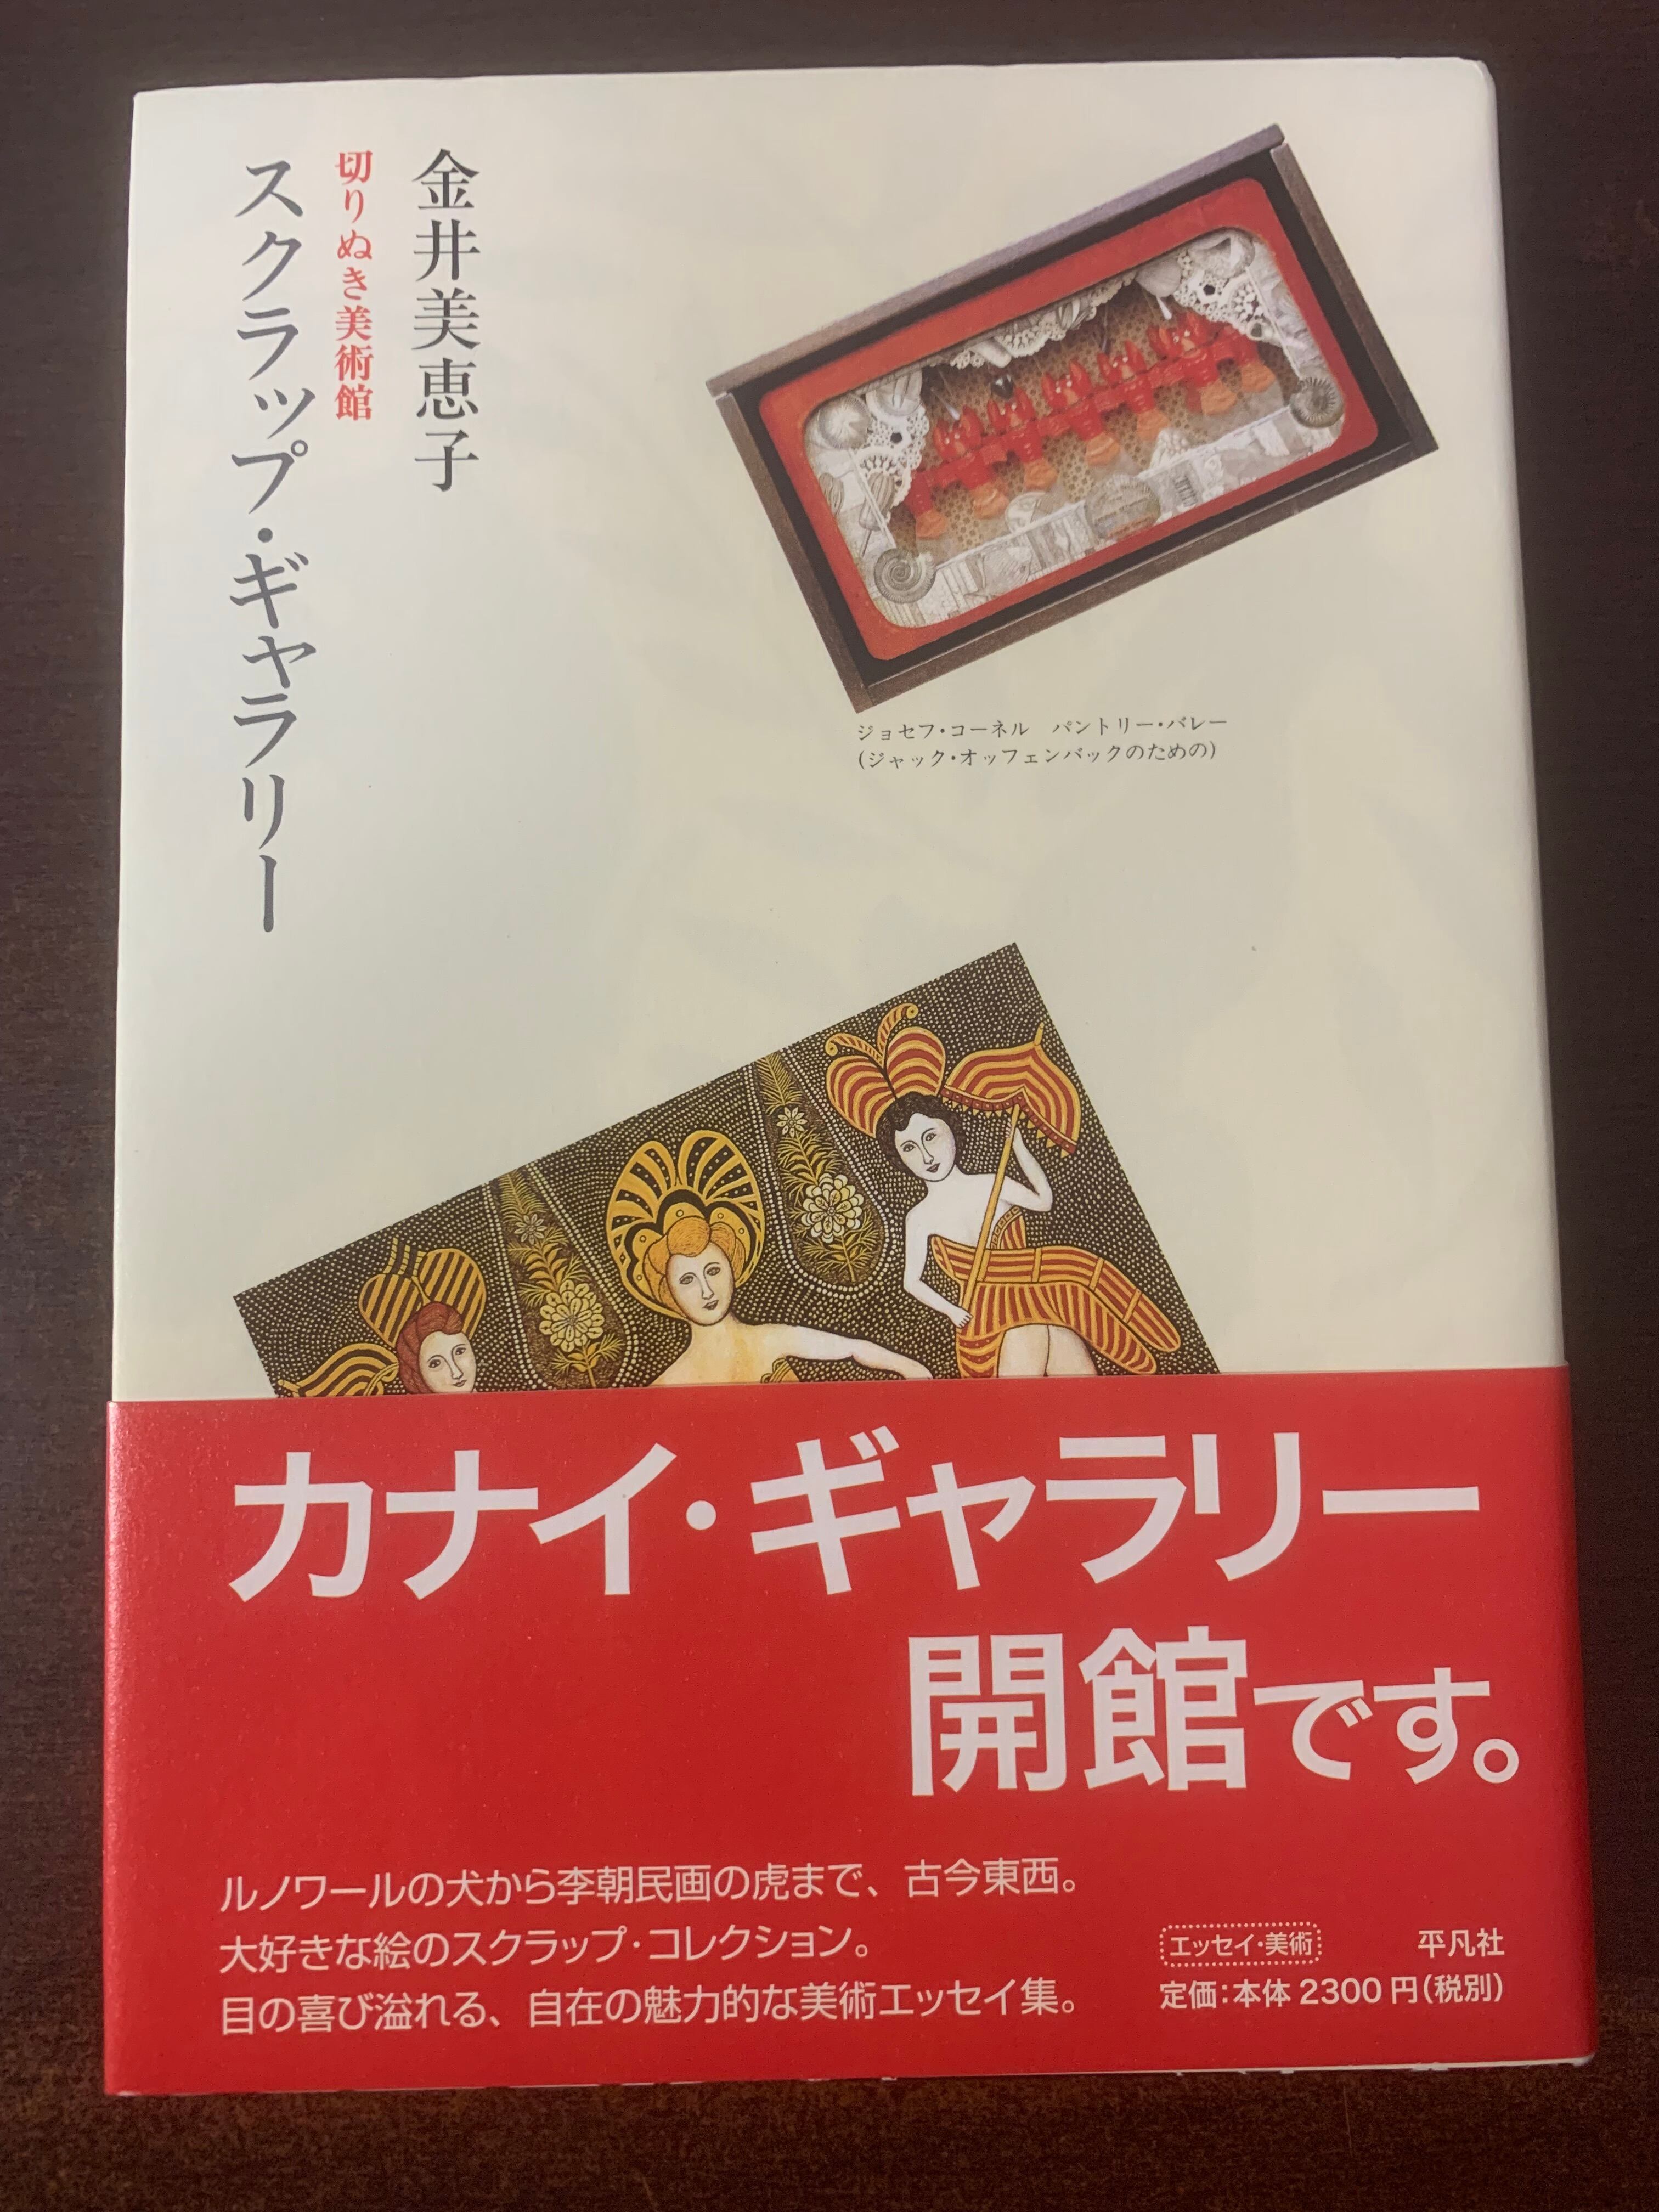 金井美恵子
切りぬき美術館
スクラップ・ギャラリー
ジョセフ・コーネル　パントリー・バレー
(ジャック・オッフェンバックのための)
カナイ・ギャラリー
開館です。
ルノワールの犬から李朝民画の虎まで、古今東西。
大好きな絵のスクラップ・コレクション。
目の喜び溢れる、自在の魅力的な美術エッセイ集。
エッセイ・美術　平凡社
定価：本体 2300 円（税別）